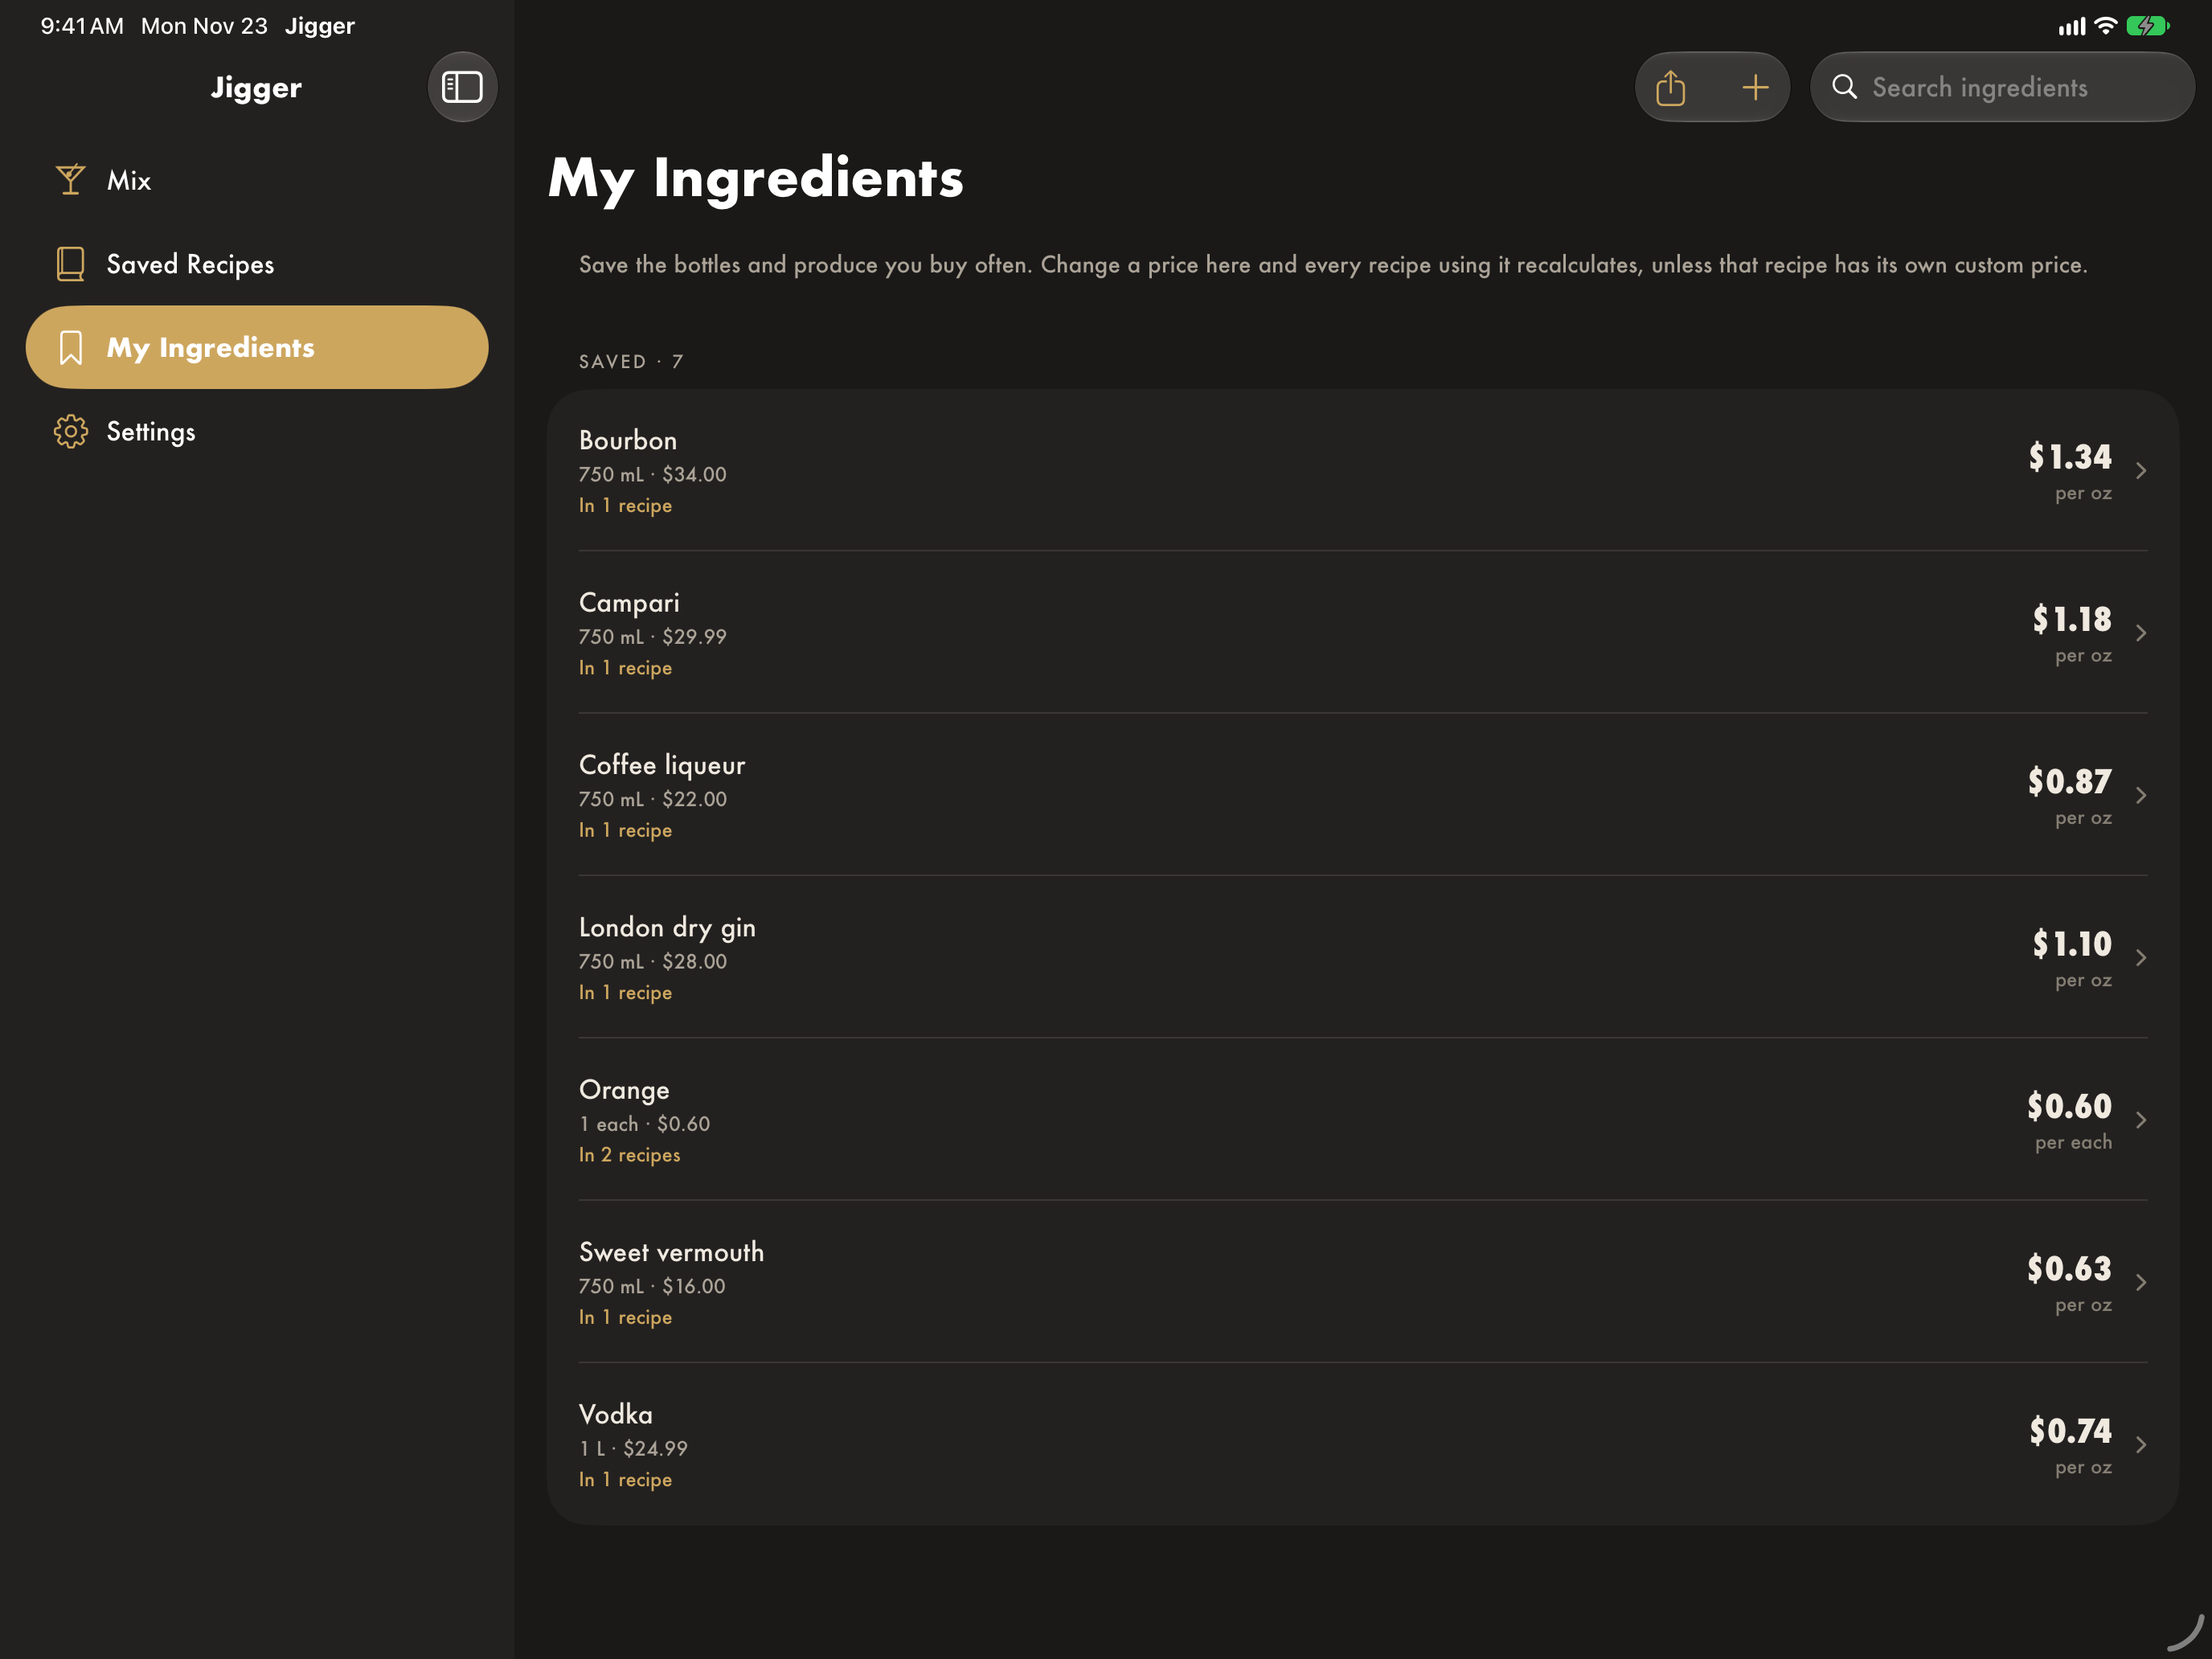 9:41 AM Mon Nov 23 Jigger
Jigger
Mix
Saved Recipes
My Ingredients
Settings
Search ingredients
My Ingredients
Save the bottles and produce you buy often. Change a price here and every recipe using it recalculates, unless that recipe has its own custom price.
SAVED · 7
Bourbon
750 mL · $34.00
In 1 recipe
$1.34
per oz
Campari
750 mL · $29.99
In 1 recipe
$1.18
per oz
Coffee liqueur
750 mL · $22.00
In 1 recipe
$0.87
per oz
London dry gin
750 mL · $28.00
In 1 recipe
$1.10
per oz
Orange
1 each · $0.60
In 2 recipes
$0.60
per each
Sweet vermouth
750 mL · $16.00
In 1 recipe
$0.63
per oz
Vodka
1 L · $24.99
In 1 recipe
$0.74
per oz